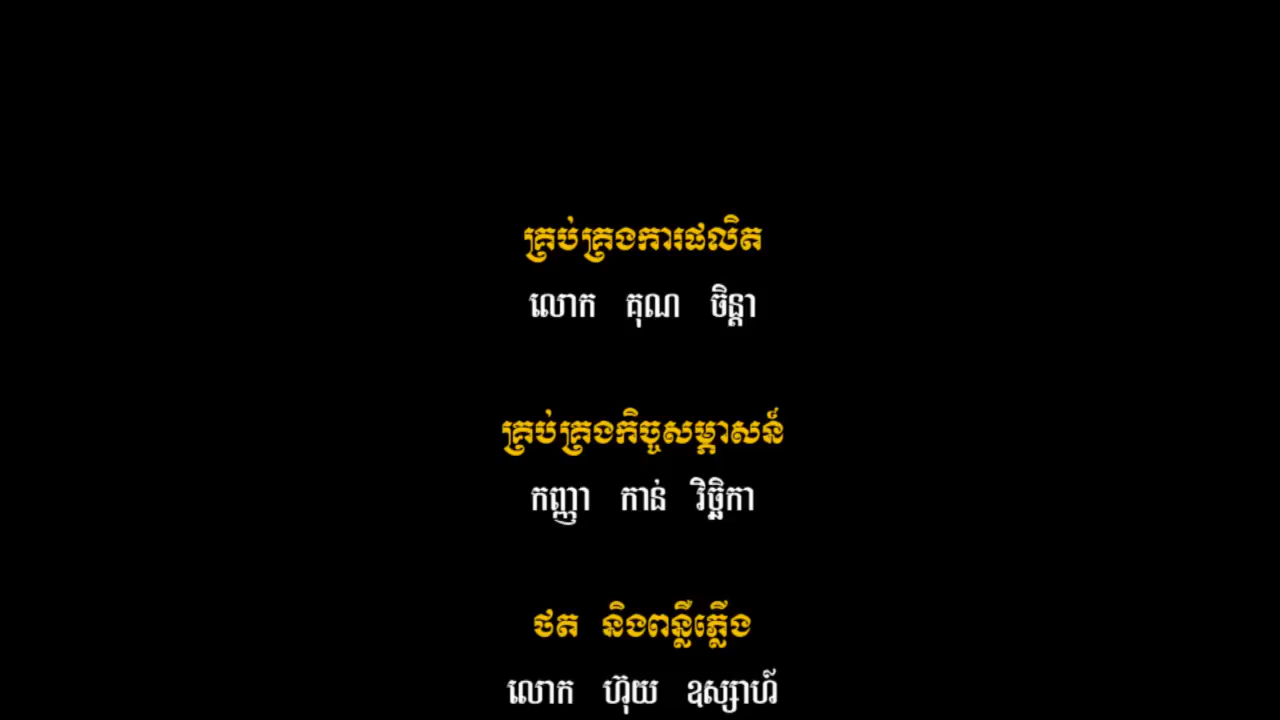 គ្រប់គ្រងការផលិត
លោក គុណ ចិន្តា
គ្រប់គ្រងកិច្ចសម្ភាសន៍
កញ្ញា កាន់ វិច្ឆិកា
ថត និងពន្លឺភ្លើង
លោក ហ៊ុយ ឧស្សាហ៍